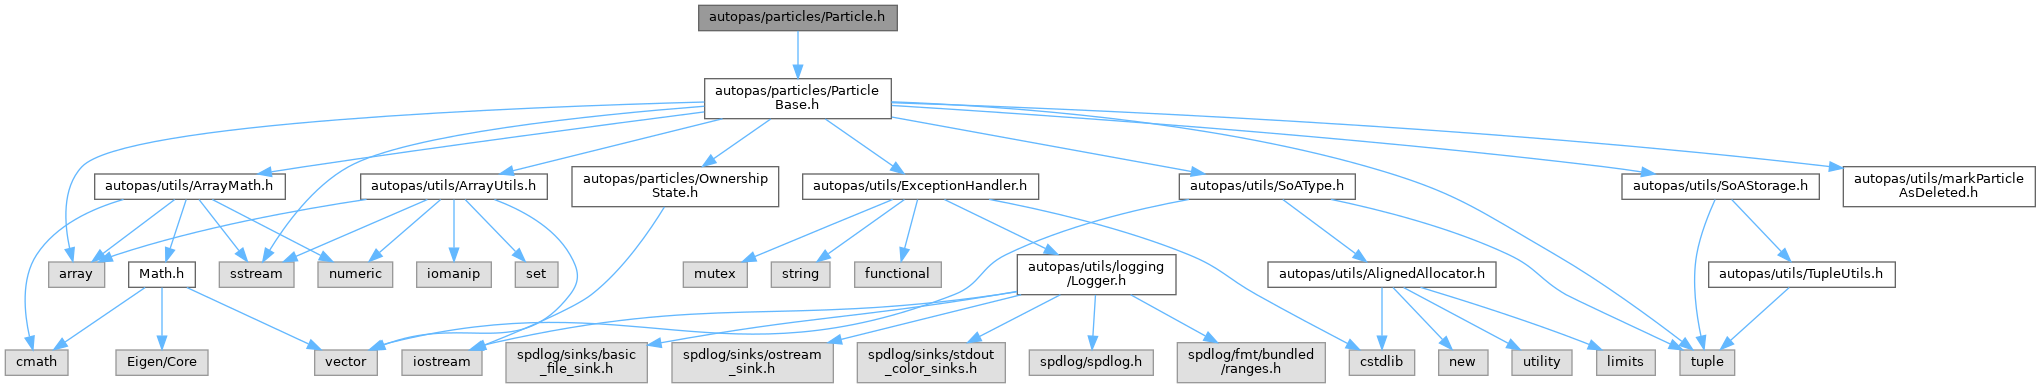 autopas/particles/Particle.h
autopas/particles/Particle
Base.h
autopas/utils/ArrayMath.h
autopas/utils/ArrayUtils.h
autopas/particles/Ownership
State.h
autopas/utils/ExceptionHandler.h
autopas/utils/SoAType.h
autopas/utils/SoAStorage.h
autopas/utils/markParticle
AsDeleted.h
array
Math.h
sstream
numeric
iomanip
set
mutex
string
functional
autopas/utils/logging
/Logger.h
autopas/utils/AlignedAllocator.h
autopas/utils/TupleUtils.h
cmath
Eigen/Core
vector
iostream
spdlog/sinks/basic
_file_sink.h
spdlog/sinks/ostream
_sink.h
spdlog/sinks/stdout
_color_sinks.h
spdlog/spdlog.h
spdlog/fmt/bundled
/ranges.h
cstdlib
new
utility
limits
tuple